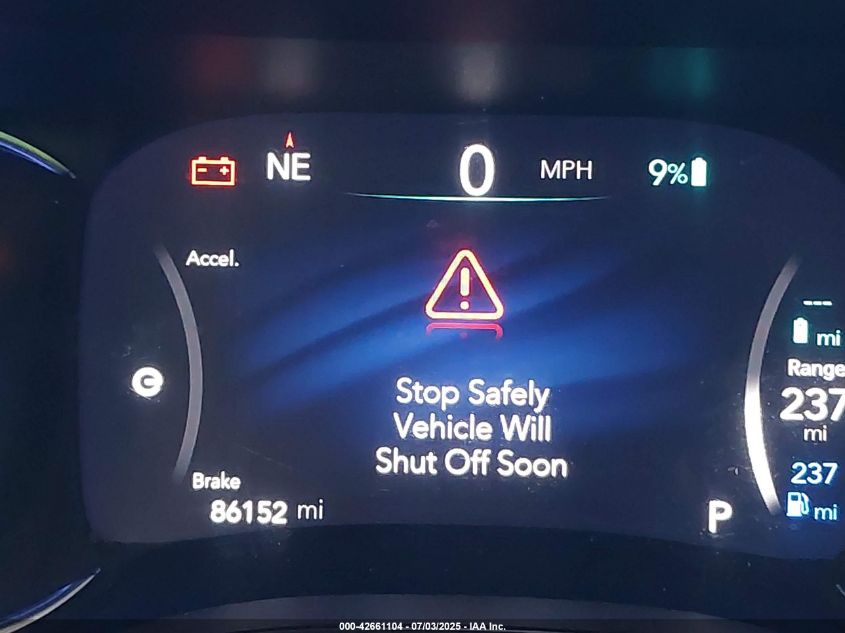 NE 0 MPH 9%
Accel.
---
mi
Range
237
mi
Stop Safely
Vehicle Will
Shut Off Soon
Brake
237
mi
86152 mi
P
000-42661104 - 07/03/2025 - IAA Inc.